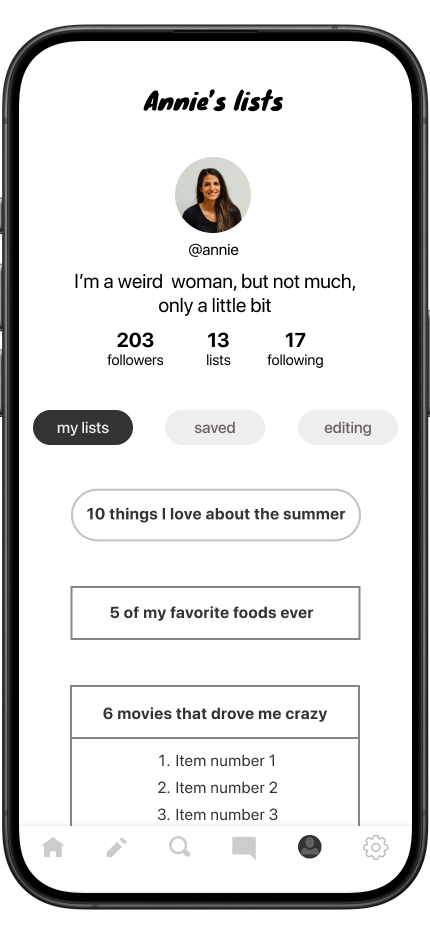 Annie's lists
@annie
I'm a weird  woman, but not much,
only a little bit
203 13 17
followers lists following
my lists saved editing
10 things I love about the summer
5 of my favorite foods ever
6 movies that drove me crazy
1. Item number 1
2. Item number 2
3. Item number 3